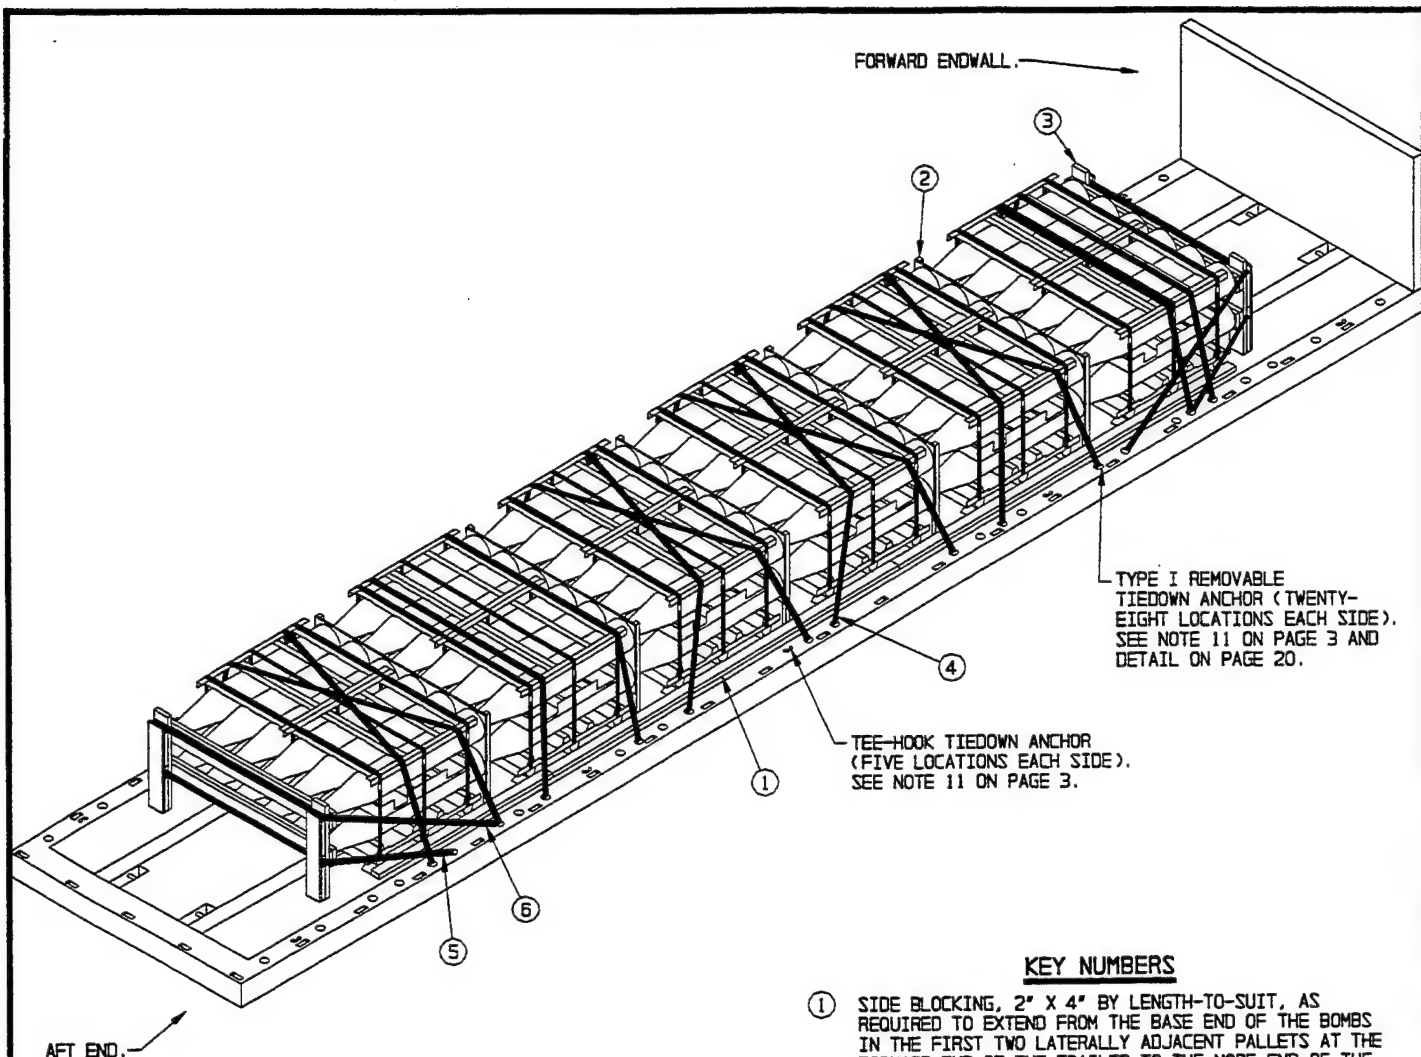 FORWARD ENDWALL.
3
2
TYPE I REMOVABLE
TIEDOWN ANCHOR (TWENTY-
EIGHT LOCATIONS EACH SIDE).
SEE NOTE 11 ON PAGE 3 AND
DETAIL ON PAGE 20.
4
TEE-HOOK TIEDOWN ANCHOR
(FIVE LOCATIONS EACH SIDE).
SEE NOTE 11 ON PAGE 3.
1
6
5
AFT END.
KEY NUMBERS
1 SIDE BLOCKING, 2" X 4" BY LENGTH-TO-SUIT, AS
REQUIRED TO EXTEND FROM THE BASE END OF THE BOMBS
IN THE FIRST TWO LATERALLY ADJACENT PALLETS AT THE